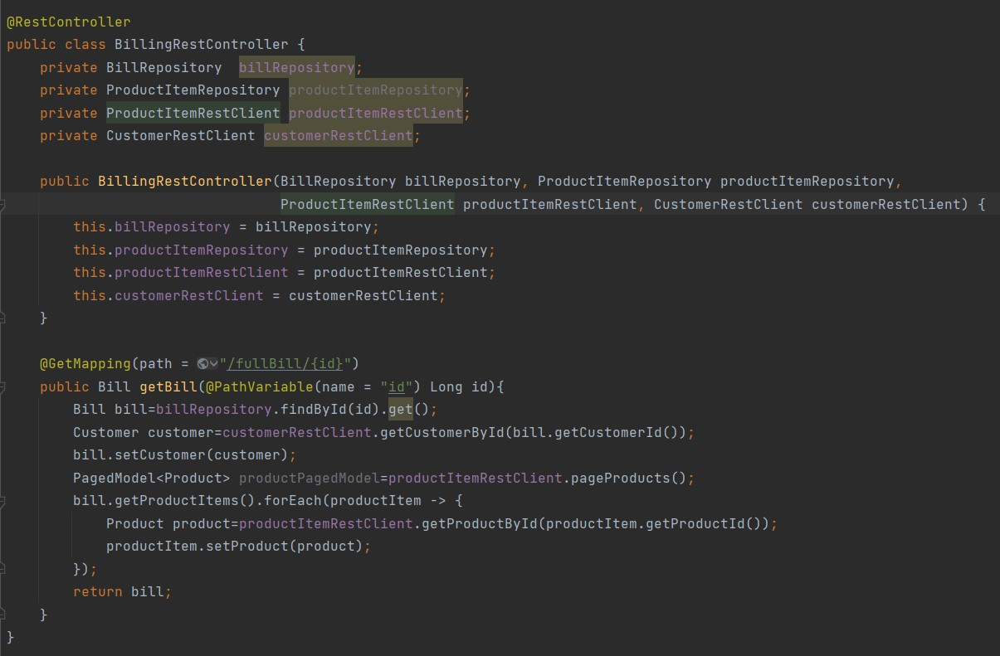 @RestController
public class BillingRestController {
    private BillRepository  billRepository;
    private ProductItemRepository productItemRepository;
    private ProductItemRestClient productItemRestClient;
    private CustomerRestClient customerRestClient;

    public BillingRestController(BillRepository billRepository, ProductItemRepository productItemRepository,
                                 ProductItemRestClient productItemRestClient, CustomerRestClient customerRestClient) {
        this.billRepository = billRepository;
        this.productItemRepository = productItemRepository;
        this.productItemRestClient = productItemRestClient;
        this.customerRestClient = customerRestClient;
    }

    @GetMapping(path = "/fullBill/{id}")
    public Bill getBill(@PathVariable(name = "id") Long id){
        Bill bill=billRepository.findById(id).get();
        Customer customer=customerRestClient.getCustomerById(bill.getCustomerId());
        bill.setCustomer(customer);
        PagedModel<Product> productPagedModel=productItemRestClient.pageProducts();
        bill.getProductItems().forEach(productItem -> {
            Product product=productItemRestClient.getProductById(productItem.getProductId());
            productItem.setProduct(product);
        });
        return bill;
    }
}